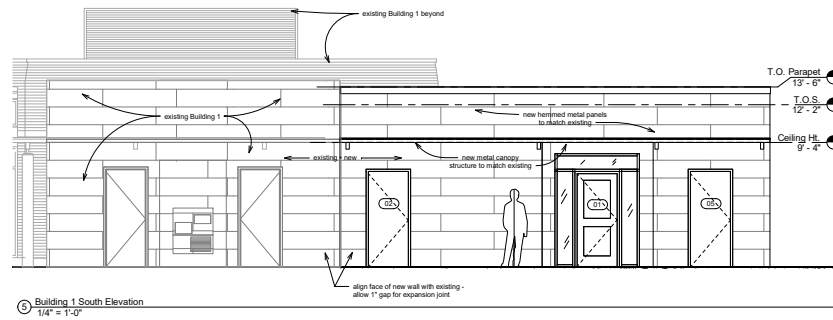 existing Building 1 beyond
T.O. Parapet
13' - 6"
T.O.S.
12' - 2"
existing Building 1
new hemmed metal panels
to match existing
Ceiling Ht.
9' - 4"
existing • new
new metal canopy
structure to match existing
02
01
05
align face of new wall with existing -
allow 1" gap for expansion joint
5
Building 1 South Elevation
1/4" = 1'-0"